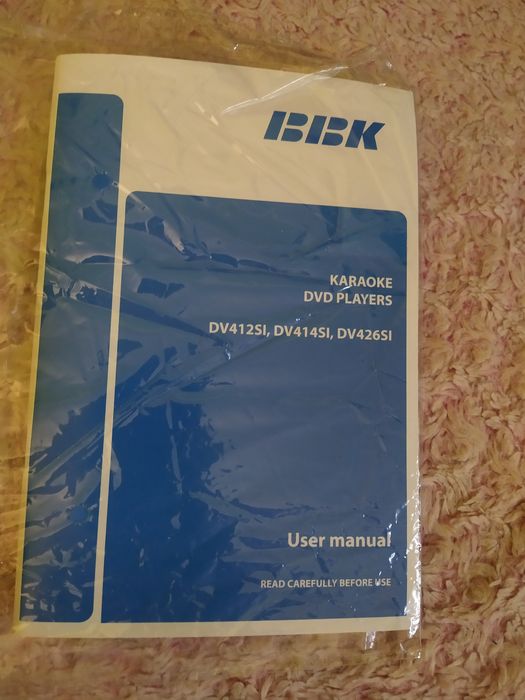 BBK
KARAOKE
DVD PLAYERS
DV412SI, DV414SI, DV426SI
User manual
READ CAREFULLY BEFORE USE